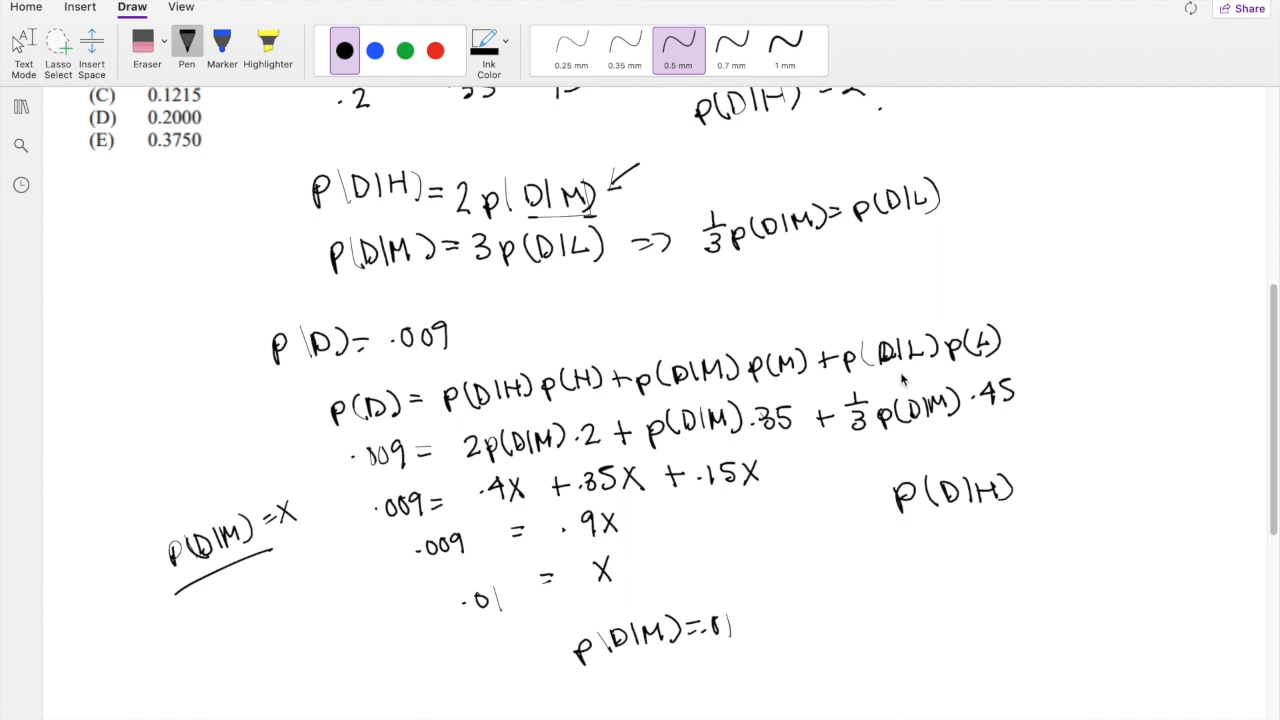 Home Insert Draw View
Share
Text Mode
Lasso Select
Insert Space
Eraser
Pen
Marker
Highlighter
Ink Color
0.25 mm
0.35 mm
0.5 mm
0.7 mm
1 mm
(C) 0.1215
(D) 0.2000
(E) 0.3750
.2
P(D|H)
P(D|H) = 2p(D|M)
p(D|M) = 3p(D|L) => 1/3 p(D|M) = p(D|L)
P(D) = .009
P(D) = p(D|H) p(H) + p(D|M) p(M) + p(D|L) p(L)
.009 = 2p(D|M) .2 + p(D|M) .35 + 1/3 p(D|M) .45
.009 = .4X + .35X + .15X
P(D|H)
P(D|M) = X
.009 = .9X
.01 = X
P(D|M) = .01